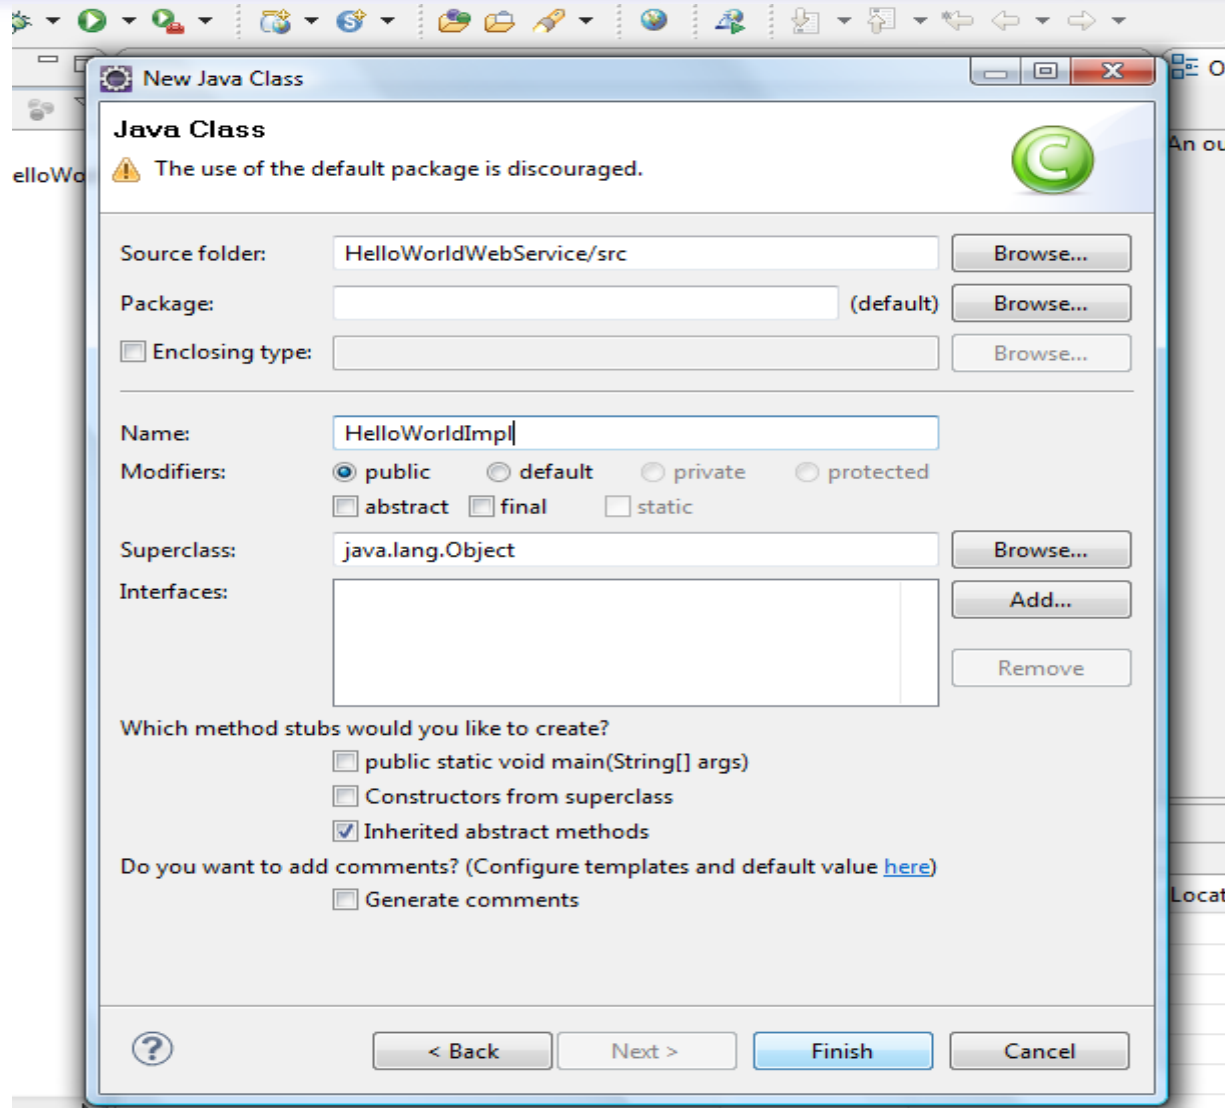 New Java Class
O
Java Class
The use of the default package is discouraged.
An ou
elloWo
Source folder: HelloWorldWebService/src Browse...
Package: (default) Browse...
Enclosing type: Browse...
Name: HelloWorldImpl
Modifiers: public default private protected
abstract final static
Superclass: java.lang.Object Browse...
Interfaces: Add...
Remove
Which method stubs would you like to create?
public static void main(String[] args)
Constructors from superclass
Inherited abstract methods
Do you want to add comments? (Configure templates and default value here)
Generate comments
Locat
< Back Next > Finish Cancel